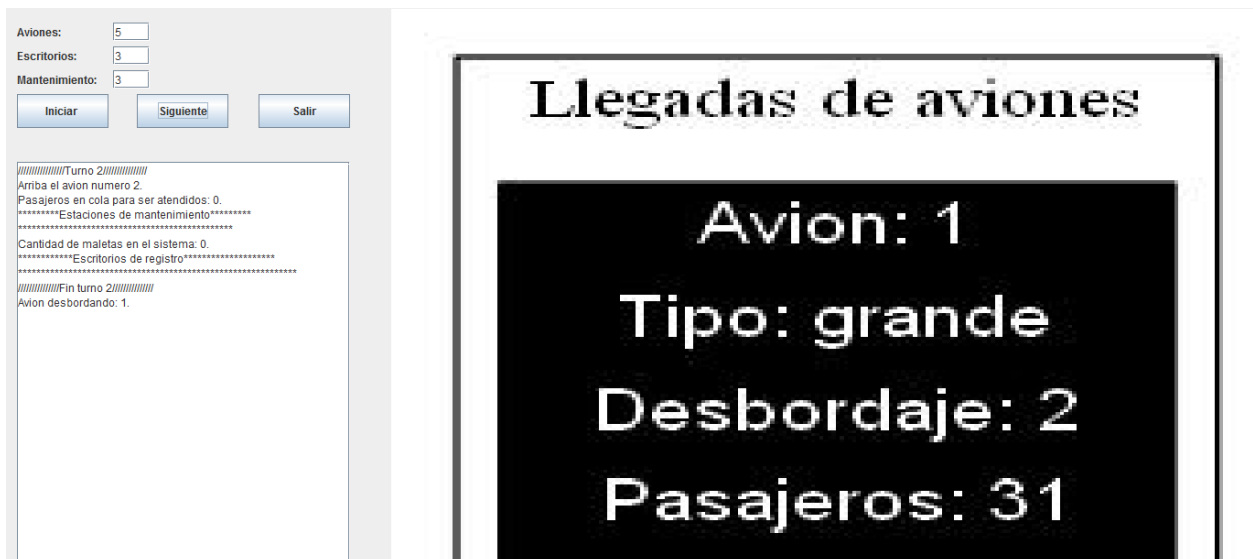 Aviones: 5
Escritorios: 3
Mantenimiento: 3
Iniciar Siguiente Salir
////////////////Turno 2///////////////
Arriba el avion numero 2.
Pasajeros en cola para ser atendidos: 0.
*********Estaciones de mantenimiento*********
***********************************************
Cantidad de maletas en el sistema: 0.
************Escritorios de registro********************
*************************************************************
//////////////Fin turno 2//////////////
Avion desbordando: 1.
Llegadas de aviones
Avion: 1
Tipo: grande
Desbordaje: 2
Pasajeros: 31